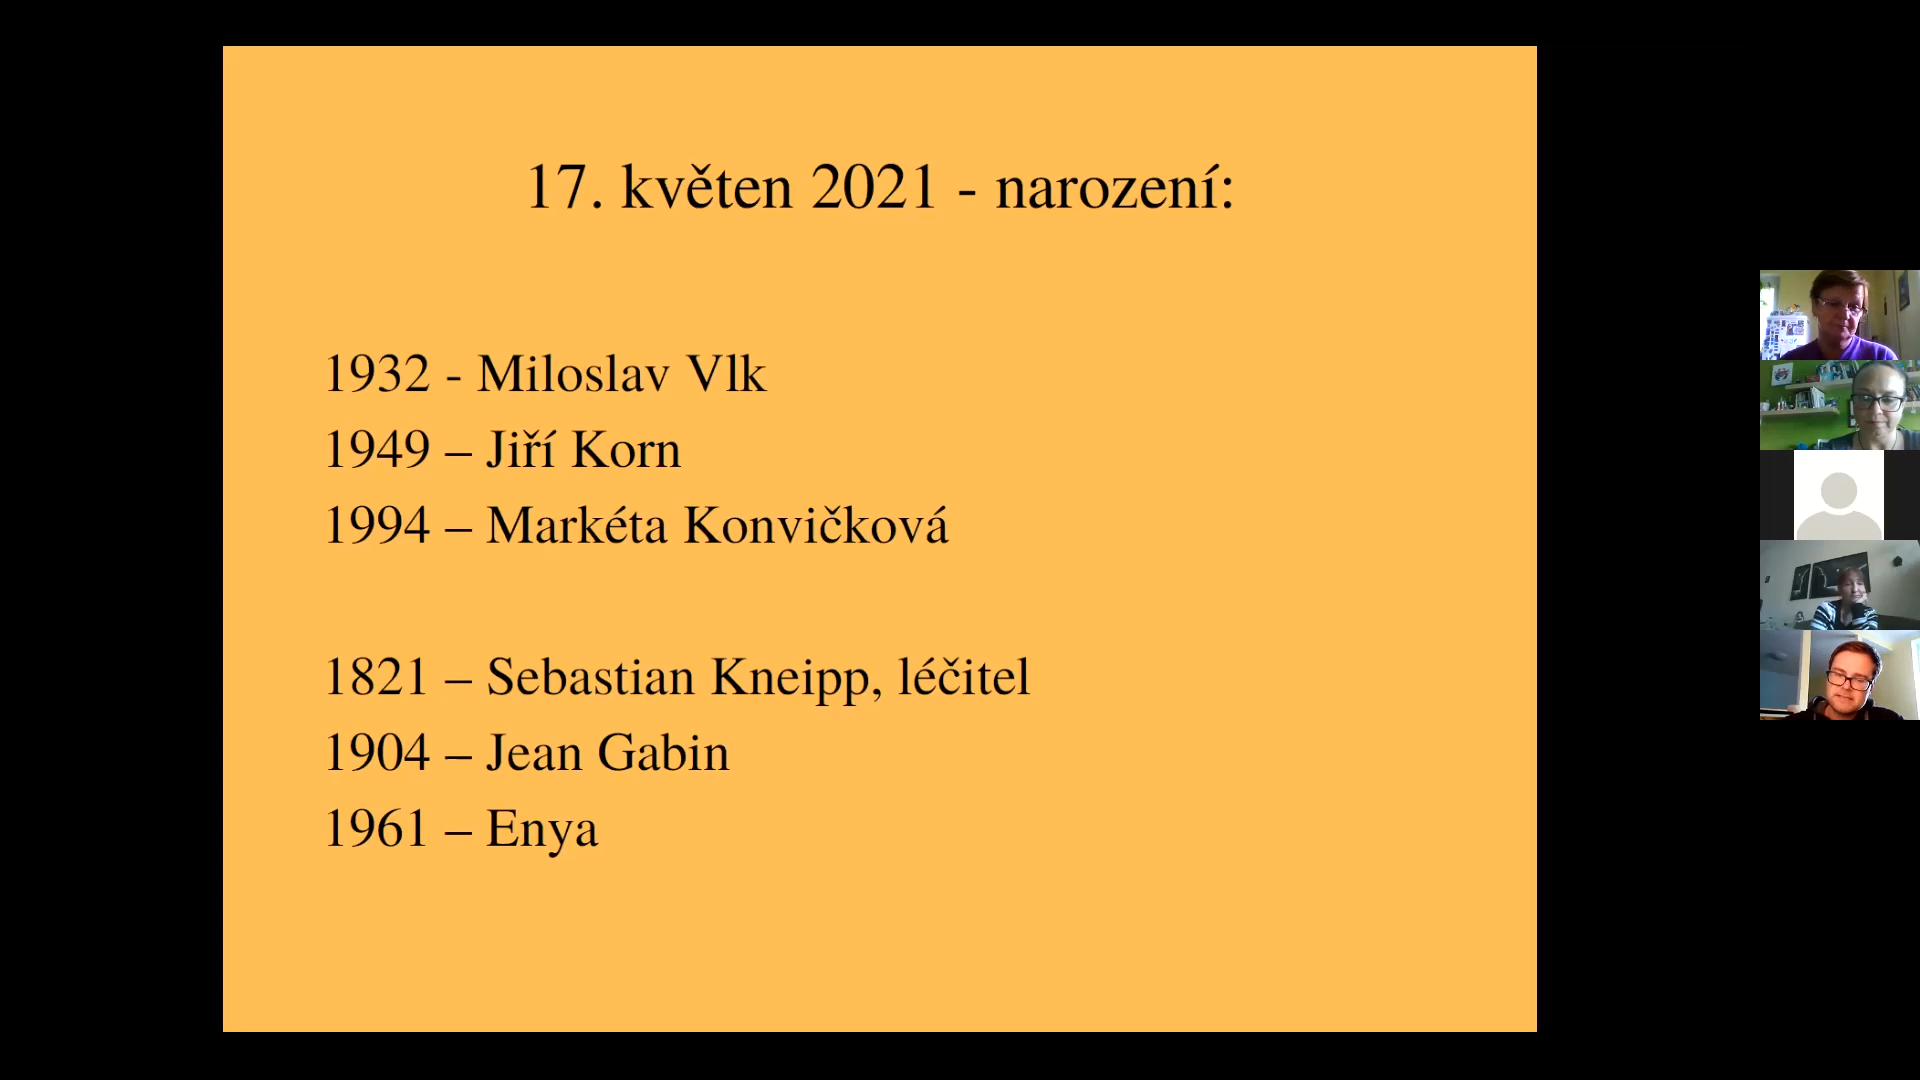 17. květen 2021 - narození:
1932 - Miloslav Vlk
1949 – Jiří Korn
1994 – Markéta Konvičková
1821 – Sebastian Kneipp, léčitel
1904 – Jean Gabin
1961 – Enya